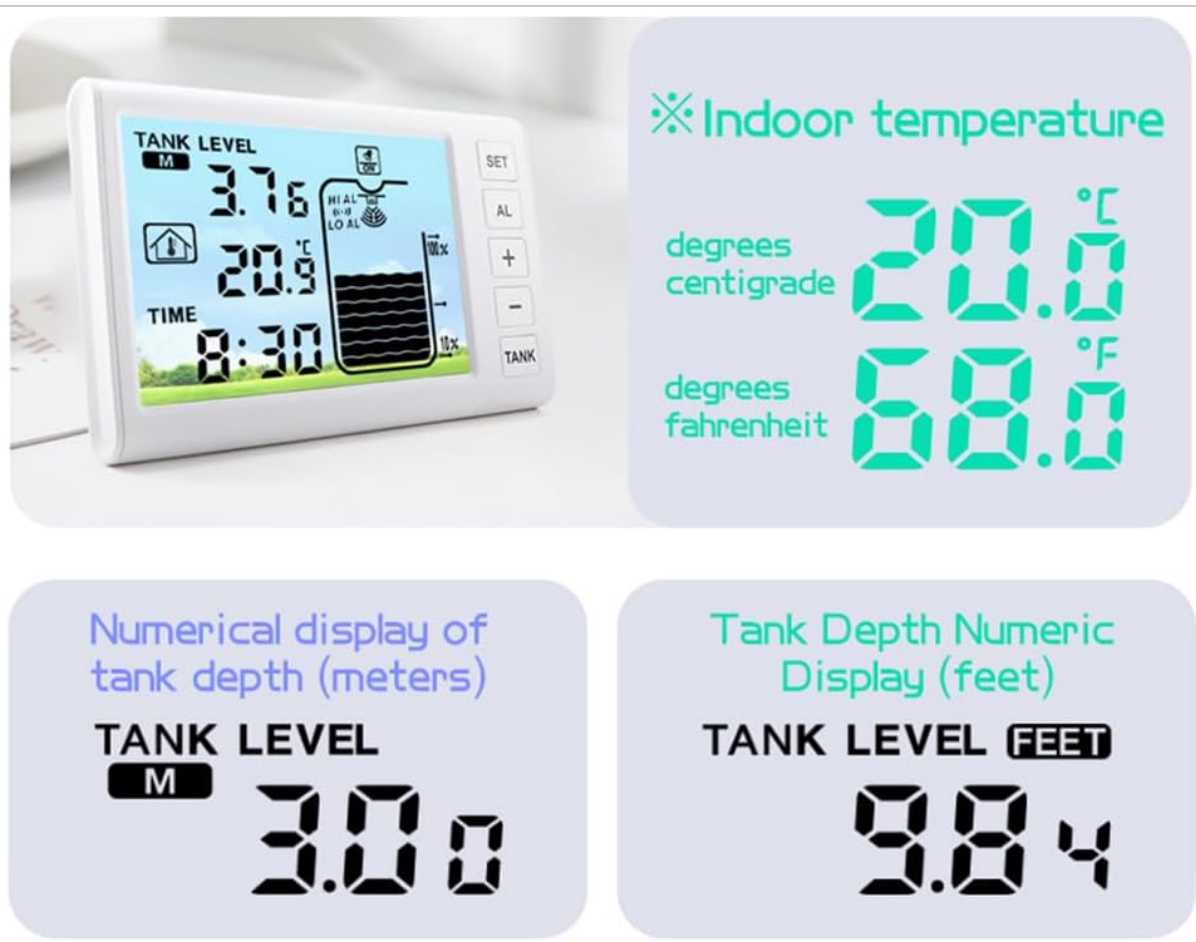 TANK LEVEL
M
3.76
ON
HI AL
LO AL
100%
°C
20.9
TIME
8:30
10%
SET
AL
+
−
TANK
※Indoor temperature
degrees
centigrade
20.0 °C
degrees
fahrenheit
68.0 °F
Numerical display of
tank depth (meters)
TANK LEVEL
M
3.00
Tank Depth Numeric
Display (feet)
TANK LEVEL FEET
9.84